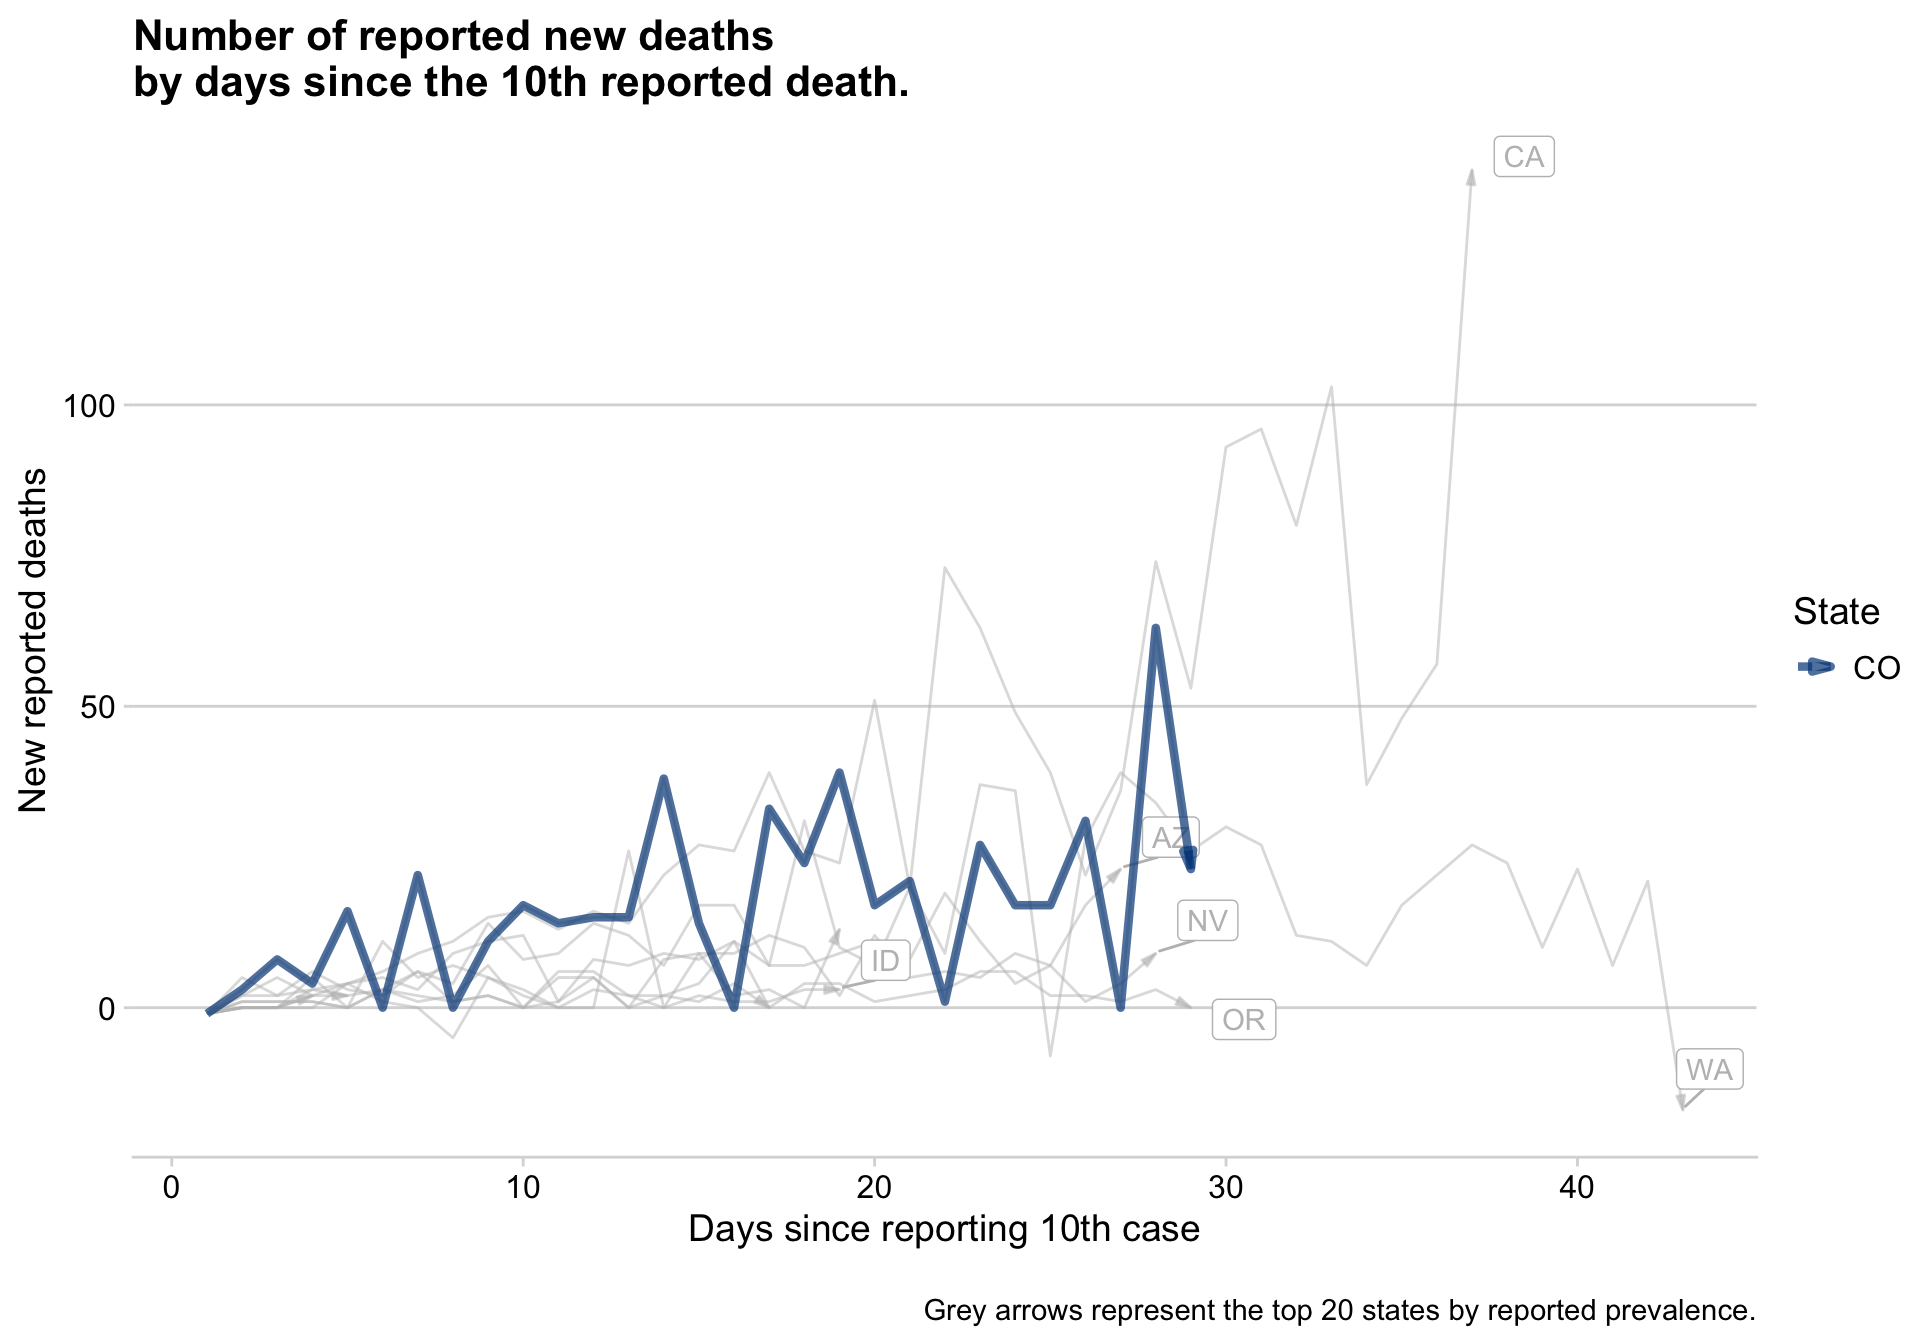 Number of reported new deaths
by days since the 10th reported death.
CA
100
New reported deaths
State
CO
50
AZ
NV
ID
0
OR
WA
0 10 20 30 40
Days since reporting 10th case
Grey arrows represent the top 20 states by reported prevalence.